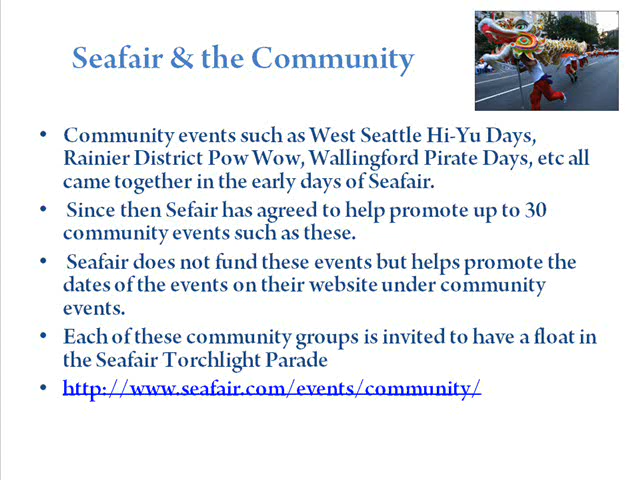 Seafair & the Community
• Community events such as West Seattle Hi-Yu Days,
Rainier District Pow Wow, Wallingford Pirate Days, etc all
came together in the early days of Seafair.
• Since then Sefair has agreed to help promote up to 30
community events such as these.
• Seafair does not fund these events but helps promote the
dates of the events on their website under community
events.
• Each of these community groups is invited to have a float in
the Seafair Torchlight Parade
• http://www.seafair.com/events/community/